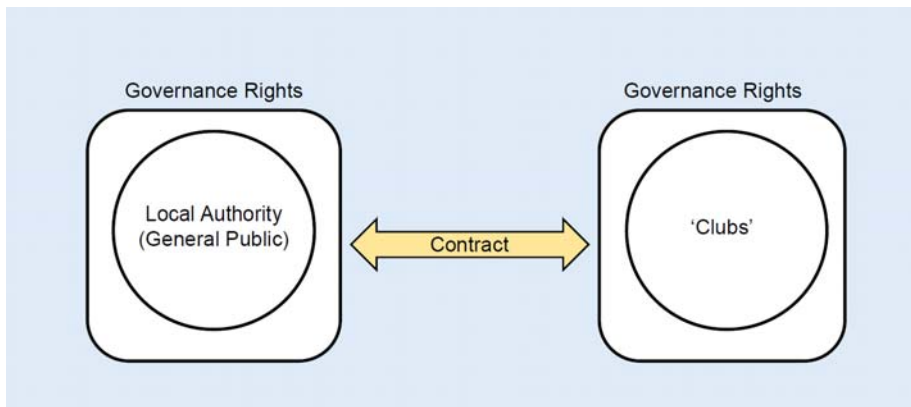 Governance Rights
Governance Rights
Local Authority
(General Public)
Contract
‘Clubs’